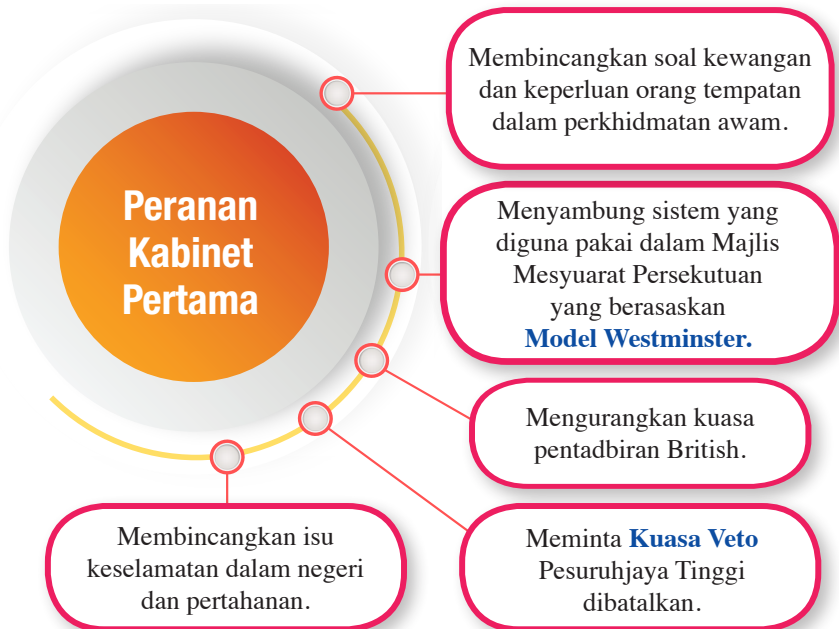 Peranan
Kabinet
Pertama
Membincangkan soal kewangan
dan keperluan orang tempatan
dalam perkhidmatan awam.
Menyambung sistem yang
diguna pakai dalam Majlis
Mesyuarat Persekutuan
yang berasaskan
Model Westminster.
Mengurangkan kuasa
pentadbiran British.
Meminta Kuasa Veto
Pesuruhjaya Tinggi
dibatalkan.
Membincangkan isu
keselamatan dalam negeri
dan pertahanan.